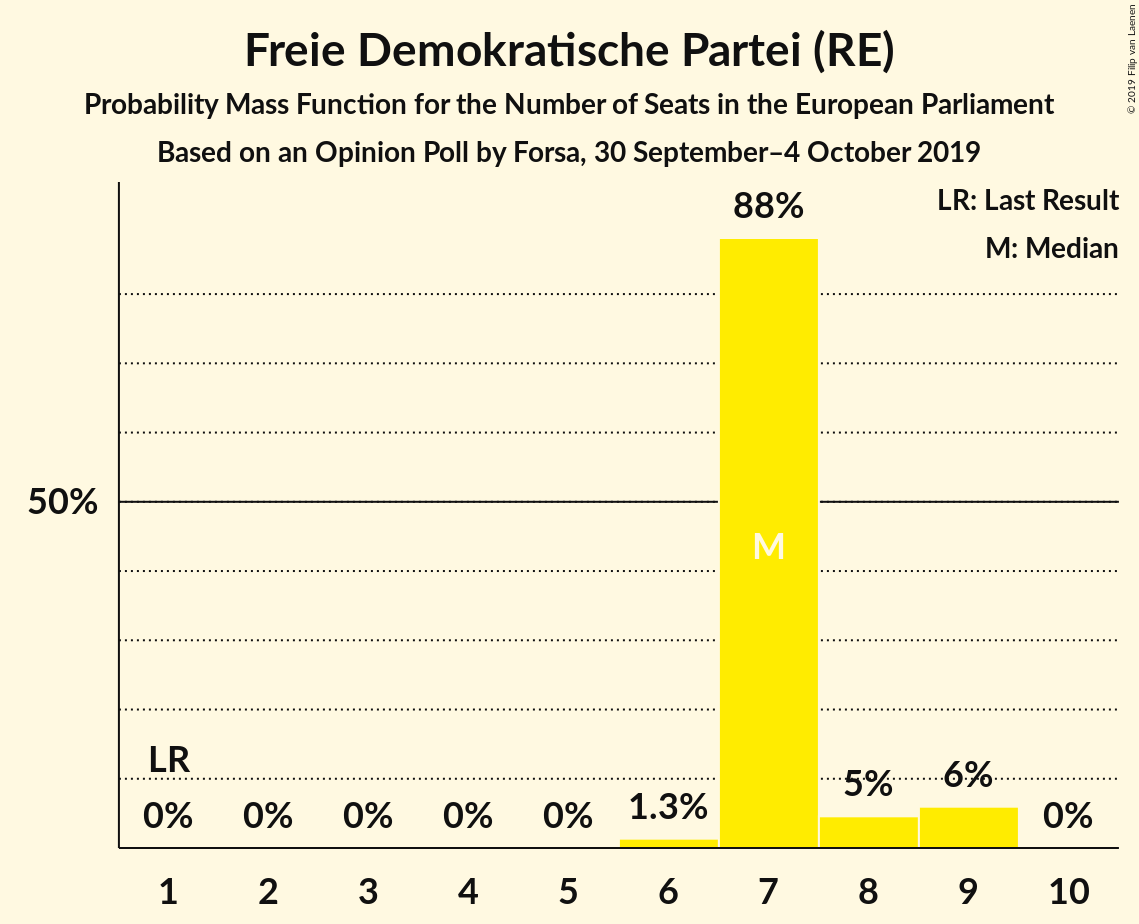 Freie Demokratische Partei (RE)
Probability Mass Function for the Number of Seats in the European Parliament
Based on an Opinion Poll by Forsa, 30 September–4 October 2019
© 2019 Filip van Laenen
LR: Last Result
M: Median
88%
50%
M
LR
0% 0% 0% 0% 0% 1.3% 5% 6% 0%
1 2 3 4 5 6 7 8 9 10